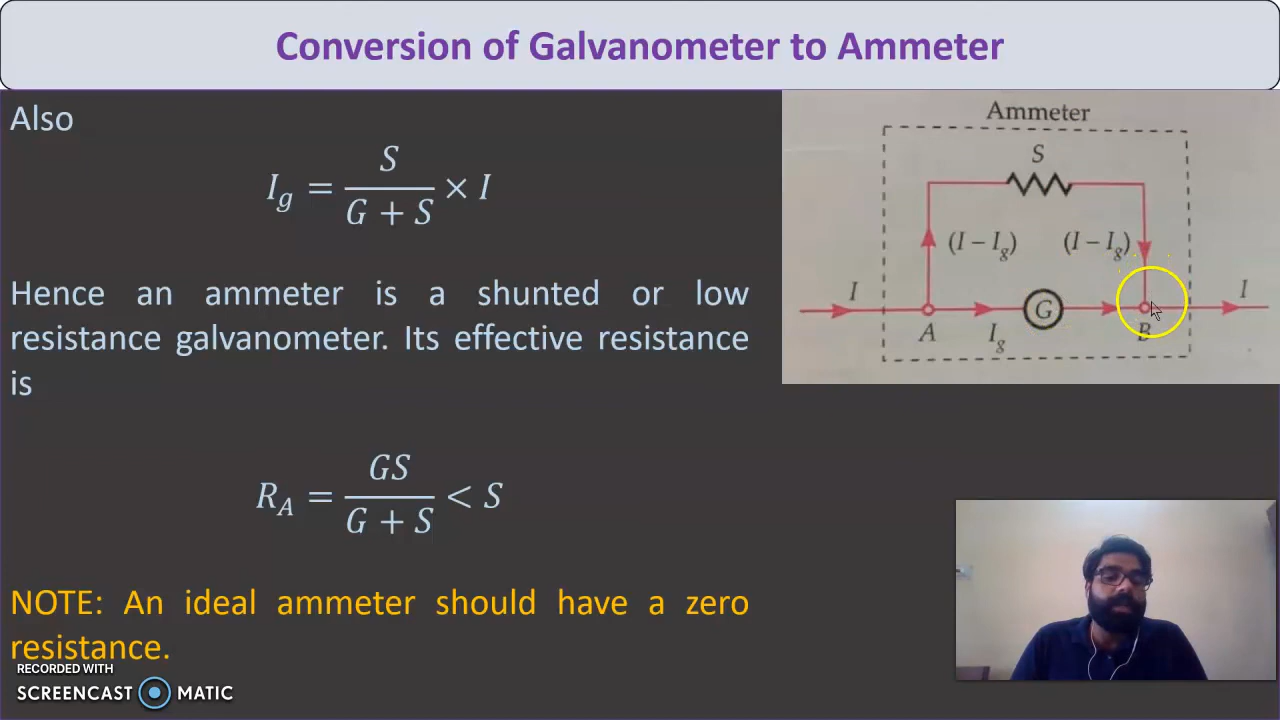 Conversion of Galvanometer to Ammeter
Also
I_g = S / (G + S) × I
Hence an ammeter is a shunted or low
resistance galvanometer. Its effective resistance
is
R_A = GS / (G + S) < S
NOTE: An ideal ammeter should have a zero
resistance.
Ammeter
S
(I − I_g) (I − I_g)
I G I
A I_g B
RECORDED WITH
SCREENCAST MATIC